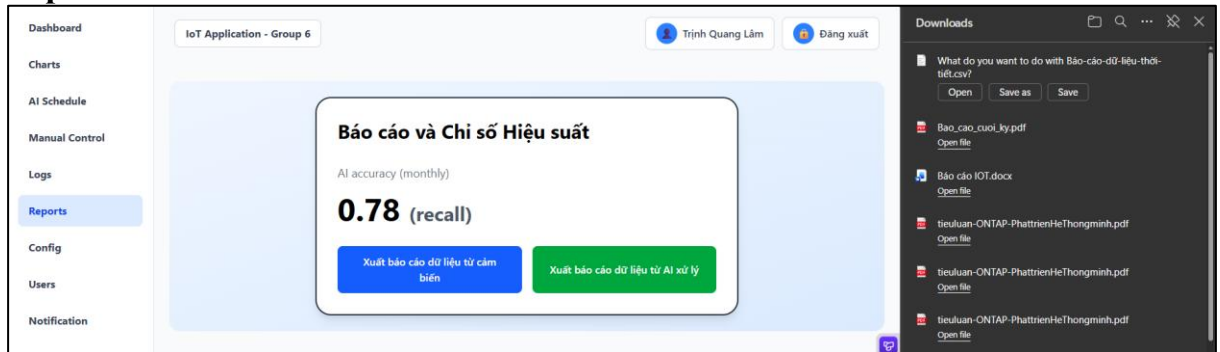 Dashboard
Charts
AI Schedule
Manual Control
Logs
Reports
Config
Users
Notification
IoT Application - Group 6
Trịnh Quang Lâm
Đăng xuất
Báo cáo và Chỉ số Hiệu suất
AI accuracy (monthly)
0.78 (recall)
Xuất báo cáo dữ liệu từ cảm
biến
Xuất báo cáo dữ liệu từ AI xử lý
Downloads
What do you want to do with Báo-cáo-dữ-liệu-thời-
tiết.csv?
Open
Save as
Save
Bao_cao_cuoi_ky.pdf
Open file
Báo cáo IOT.docx
Open file
tieuluan-ONTAP-PhattrienHeThongminh.pdf
Open file
tieuluan-ONTAP-PhattrienHeThongminh.pdf
Open file
tieuluan-ONTAP-PhattrienHeThongminh.pdf
Open file